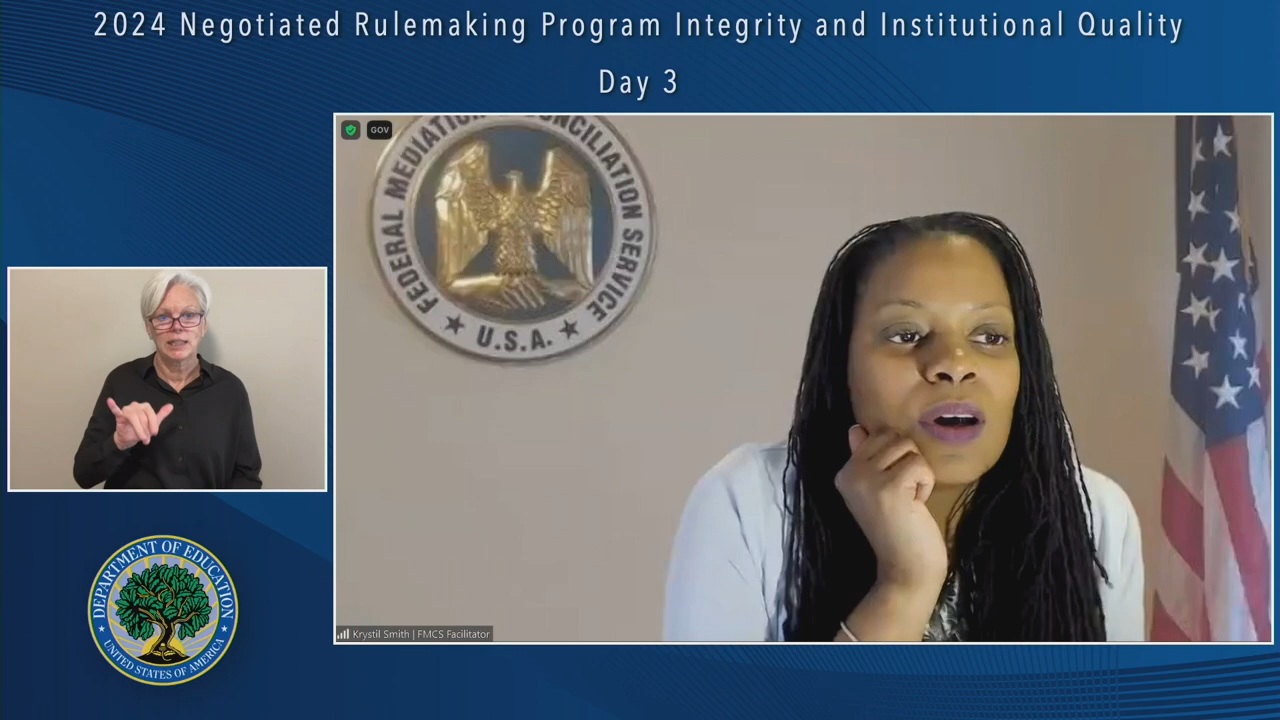 2024 Negotiated Rulemaking Program Integrity and Institutional Quality
Day 3
GOV
FEDERAL MEDIATION CONCILIATION SERVICE
★ U.S.A. ★
DEPARTMENT OF EDUCATION
★ UNITED STATES OF AMERICA ★
Krystil Smith | FMCS Facilitator